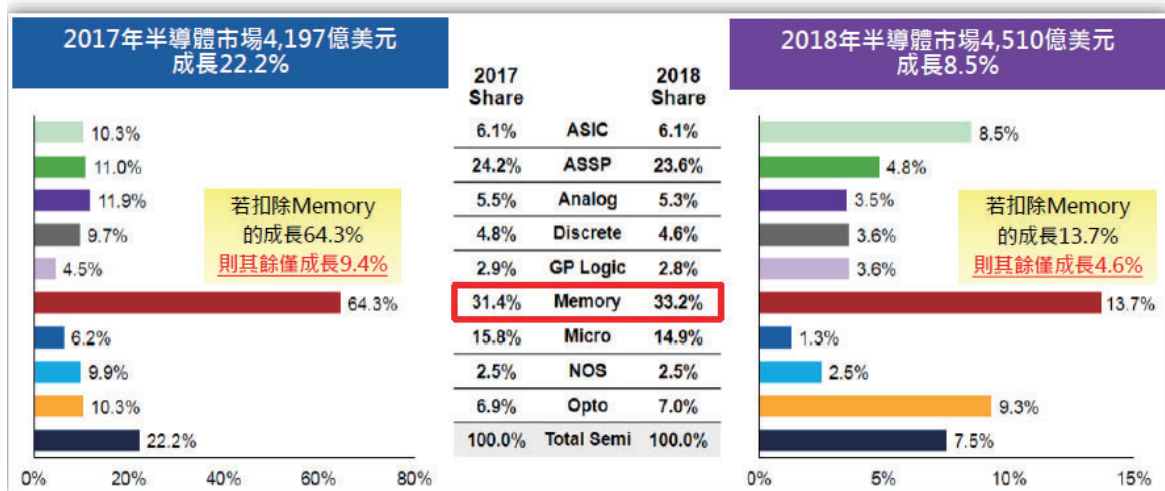 2017年半導體市場4,197億美元
成長22.2%
10.3%
11.0%
11.9%
9.7%
4.5%
64.3%
6.2%
9.9%
10.3%
22.2%
0% 20% 40% 60% 80%
若扣除Memory
的成長64.3%
則其餘僅成長9.4%
2017 2018
Share Share
6.1% ASIC 6.1%
24.2% ASSP 23.6%
5.5% Analog 5.3%
4.8% Discrete 4.6%
2.9% GP Logic 2.8%
31.4% Memory 33.2%
15.8% Micro 14.9%
2.5% NOS 2.5%
6.9% Opto 7.0%
100.0% Total Semi 100.0%
2018年半導體市場4,510億美元
成長8.5%
8.5%
4.8%
3.5%
3.6%
3.6%
13.7%
1.3%
2.5%
9.3%
7.5%
0% 5% 10% 15%
若扣除Memory
的成長13.7%
則其餘僅成長4.6%